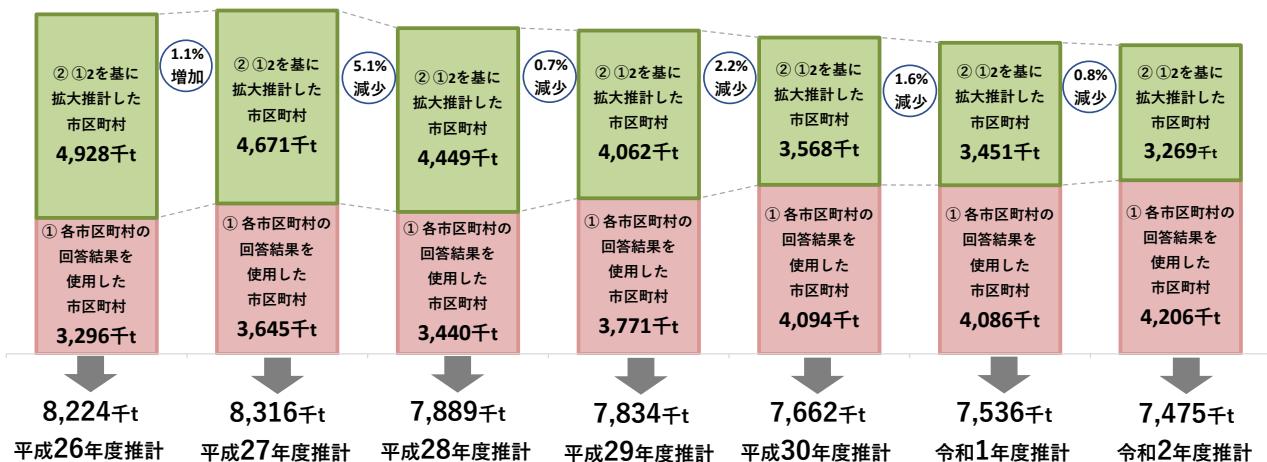 ② ①2を基に
拡大推計した
市区町村
4,928千t
① 各市区町村の
回答結果を
使用した
市区町村
3,296千t
8,224千t
平成26年度推計
1.1%
増加
② ①2を基に
拡大推計した
市区町村
4,671千t
① 各市区町村の
回答結果を
使用した
市区町村
3,645千t
8,316千t
平成27年度推計
5.1%
減少
② ①2を基に
拡大推計した
市区町村
4,449千t
① 各市区町村の
回答結果を
使用した
市区町村
3,440千t
7,889千t
平成28年度推計
0.7%
減少
② ①2を基に
拡大推計した
市区町村
4,062千t
① 各市区町村の
回答結果を
使用した
市区町村
3,771千t
7,834千t
平成29年度推計
2.2%
減少
② ①2を基に
拡大推計した
市区町村
3,568千t
① 各市区町村の
回答結果を
使用した
市区町村
4,094千t
7,662千t
平成30年度推計
1.6%
減少
② ①2を基に
拡大推計した
市区町村
3,451千t
① 各市区町村の
回答結果を
使用した
市区町村
4,086千t
7,536千t
令和1年度推計
0.8%
減少
② ①2を基に
拡大推計した
市区町村
3,269千t
① 各市区町村の
回答結果を
使用した
市区町村
4,206千t
7,475千t
令和2年度推計